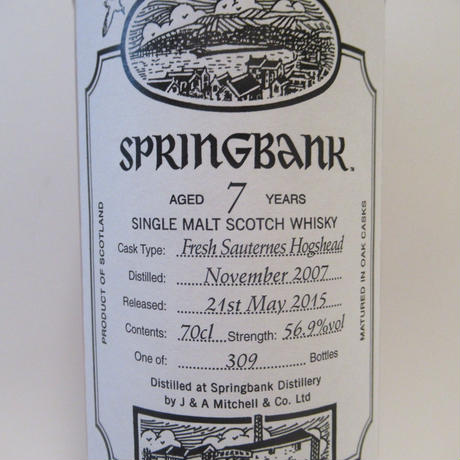 SPRINGBANK
AGED 7 YEARS
SINGLE MALT SCOTCH WHISKY
Cask Type: Fresh Sauternes Hogshead
Distilled: November 2007
Released: 21st May 2015
Contents: 70cl Strength: 56.9%vol
One of: 309 Bottles
Distilled at Springbank Distillery
by J & A Mitchell & Co. Ltd
PRODUCT OF SCOTLAND
MATURED IN OAK CASKS